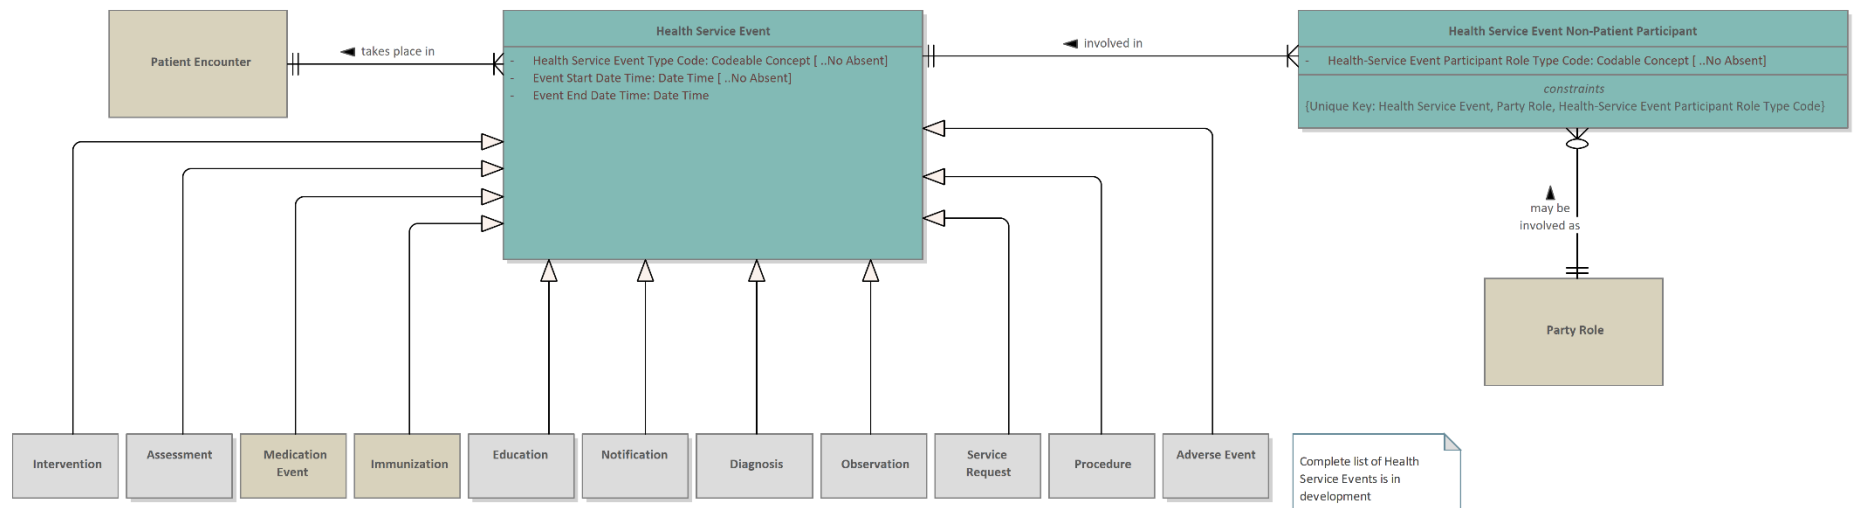 Patient Encounter
takes place in
Health Service Event
- Health Service Event Type Code: Codeable Concept [ ..No Absent]
- Event Start Date Time: Date Time [ ..No Absent]
- Event End Date Time: Date Time
involved in
Health Service Event Non-Patient Participant
- Health-Service Event Participant Role Type Code: Codable Concept [ ..No Absent]
constraints
{Unique Key: Health Service Event, Party Role, Health-Service Event Participant Role Type Code}
may be
involved as
Party Role
Intervention
Assessment
Medication
Event
Immunization
Education
Notification
Diagnosis
Observation
Service
Request
Procedure
Adverse Event
Complete list of Health
Service Events is in
development